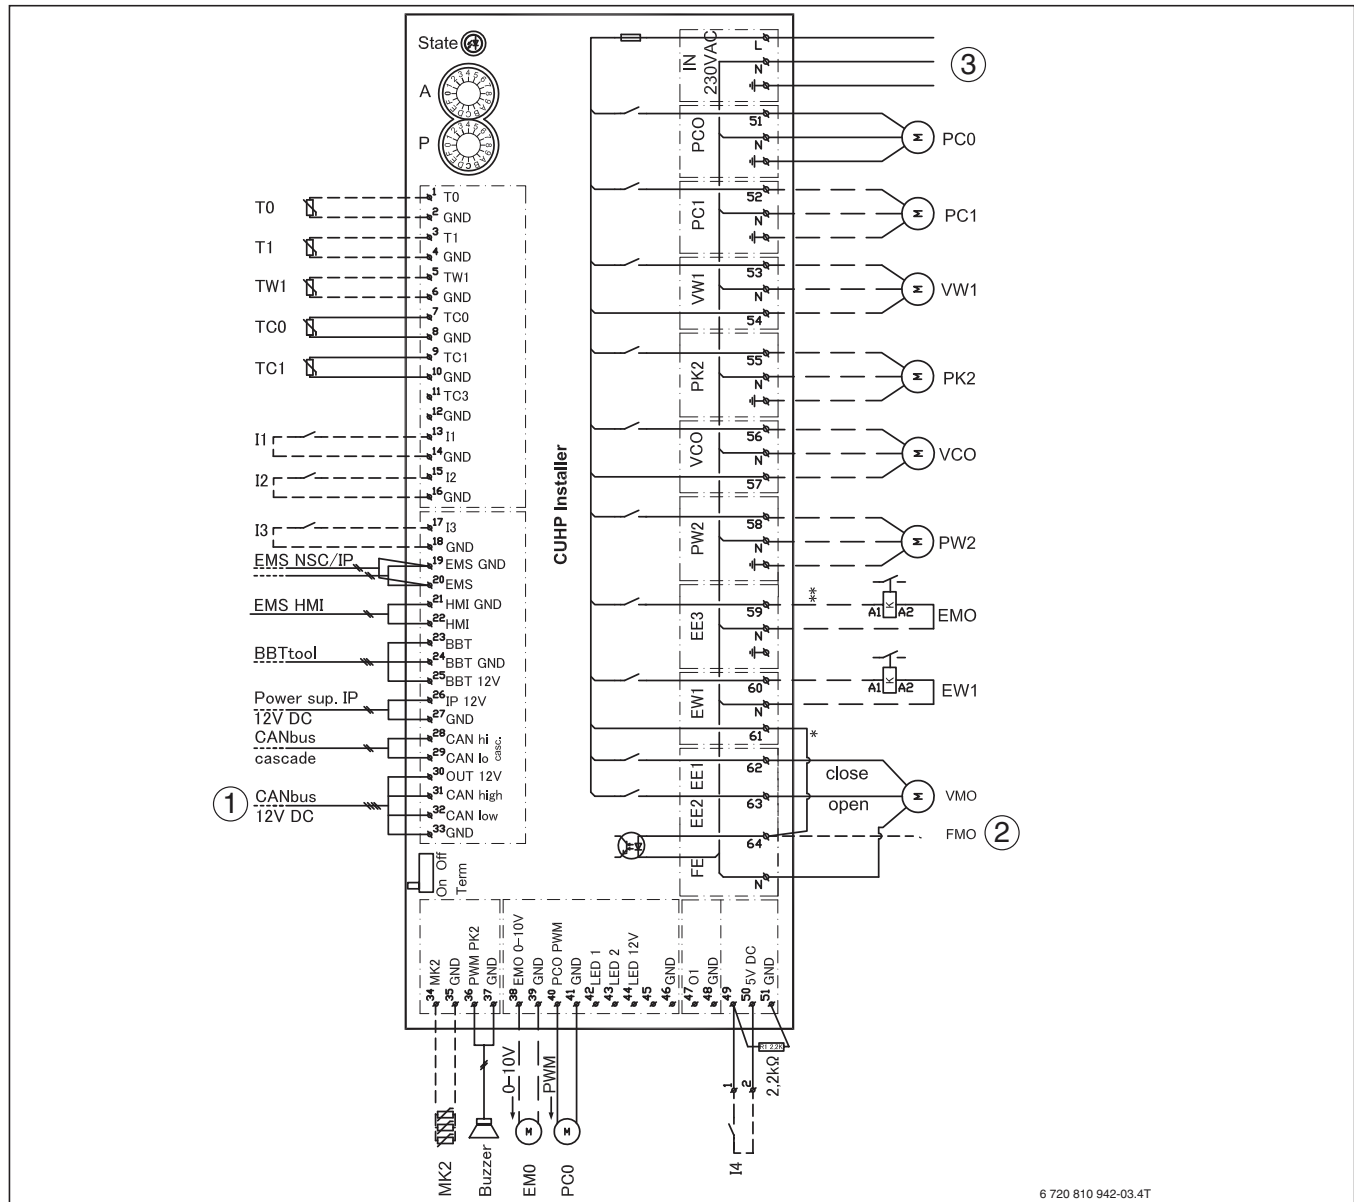 State
A
P
0123456789ABCDEF
0123456789ABCDEF
T0
1 T0
2 GND
T1
3 T1
4 GND
TW1
5 TW1
6 GND
TC0
7 TC0
8 GND
TC1
9 TC1
10 GND
11 TC3
12 GND
I1
13 I1
14 GND
I2
15 I2
16 GND
I3
17 I3
18 GND
EMS NSC/IP
19 EMS GND
20 EMS
EMS HMI
21 HMI GND
22 HMI
BBTtool
23 BBT
24 BBT GND
25 BBT 12V
Power sup. IP
12V DC
26 IP 12V
27 GND
CANbus
cascade
28 CAN hi
29 CAN lo
casc.
1
CANbus
12V DC
30 OUT 12V
31 CAN high
32 CAN low
33 GND
On Off
Term
CUHP Installer
IN
230VAC
L
N
3
PCO
51
N
M
PC0
PC1
52
N
M
PC1
VW1
53
N
54
M
VW1
PK2
55
N
M
PK2
VCO
56
N
57
M
VCO
PW2
58
N
M
PW2
EE3
59
N
**
A1 K A2
EMO
EW1
60
N
61
*
A1 K A2
EW1
EE1
62
close
EE2
63
open
M
VMO
FE
64
N
FMO
2
34 MK2
35 GND
36 PWM PK2
37 GND
38 EMO 0-10V
39 GND
40 PCO PWM
41 GND
42 LED 1
43 LED 2
44 LED 12V
45
46 GND
47 O1
48 GND
49
50 5V DC
51 GND
R1 2.2K
2,2kΩ
1
2
0-10V
PWM
M
M
MK2
Buzzer
EM0
PC0
I4
6 720 810 942-03.4T